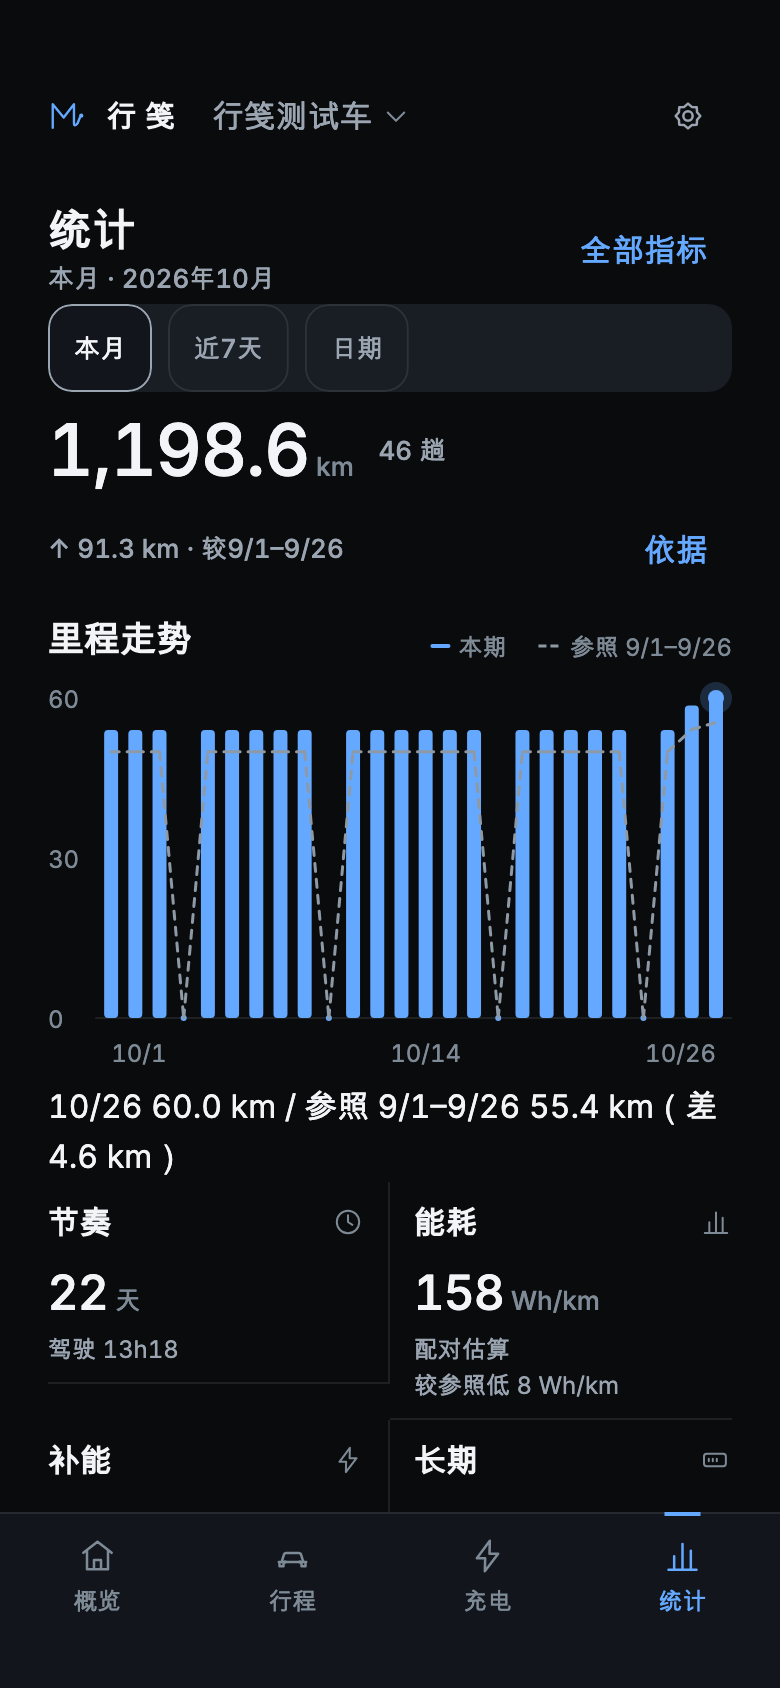 行笺 行笺测试车
统计
全部指标
本月 · 2026年10月
本月 近7天 日期
1,198.6 km 46 趟
↑ 91.3 km · 较9/1–9/26 依据
里程走势 本期 -- 参照 9/1–9/26
60
30
0
10/1 10/14 10/26
10/26 60.0 km / 参照 9/1–9/26 55.4 km ( 差
4.6 km )
节奏
22 天
驾驶 13h18
能耗
158 Wh/km
配对估算
较参照低 8 Wh/km
补能 长期
概览 行程 充电 统计